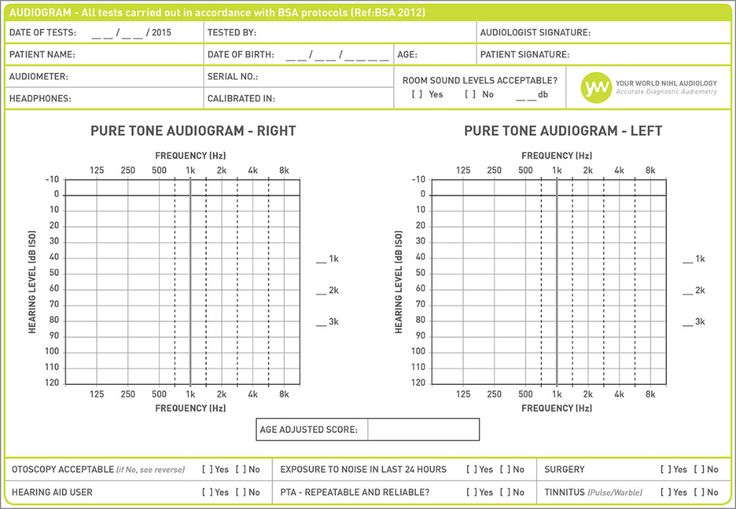 AUDIOGRAM - All tests carried out in accordance with BSA protocols (Ref:BSA 2012)
DATE OF TESTS: __ / __ / 2015 TESTED BY: AUDIOLOGIST SIGNATURE:
PATIENT NAME: DATE OF BIRTH: __ / __ / ____ AGE: PATIENT SIGNATURE:
AUDIOMETER: SERIAL NO.:
HEADPHONES: CALIBRATED IN:
ROOM SOUND LEVELS ACCEPTABLE?
[ ] Yes [ ] No __ db
yw
YOUR WORLD NIHL AUDIOLOGY
Accurate Diagnostic Audiometry
PURE TONE AUDIOGRAM - RIGHT
FREQUENCY (Hz)
125 250 500 1k 2k 4k 8k
HEARING LEVEL (dB ISO)
-10
0
10
20
30
40
50
60
70
80
90
100
110
120
125 250 500 1k 2k 4k 8k
FREQUENCY (Hz)
__ 1k
__ 2k
__ 3k
PURE TONE AUDIOGRAM - LEFT
FREQUENCY (Hz)
125 250 500 1k 2k 4k 8k
HEARING LEVEL (dB ISO)
-10
0
10
20
30
40
50
60
70
80
90
100
110
120
125 250 500 1k 2k 4k 8k
FREQUENCY (Hz)
__ 1k
__ 2k
__ 3k
AGE ADJUSTED SCORE:
OTOSCOPY ACCEPTABLE (if No, see reverse) [ ] Yes [ ] No EXPOSURE TO NOISE IN LAST 24 HOURS [ ] Yes [ ] No SURGERY [ ] Yes [ ] No
HEARING AID USER [ ] Yes [ ] No PTA - REPEATABLE AND RELIABLE? [ ] Yes [ ] No TINNITUS (Pulse/Warble) [ ] Yes [ ] No